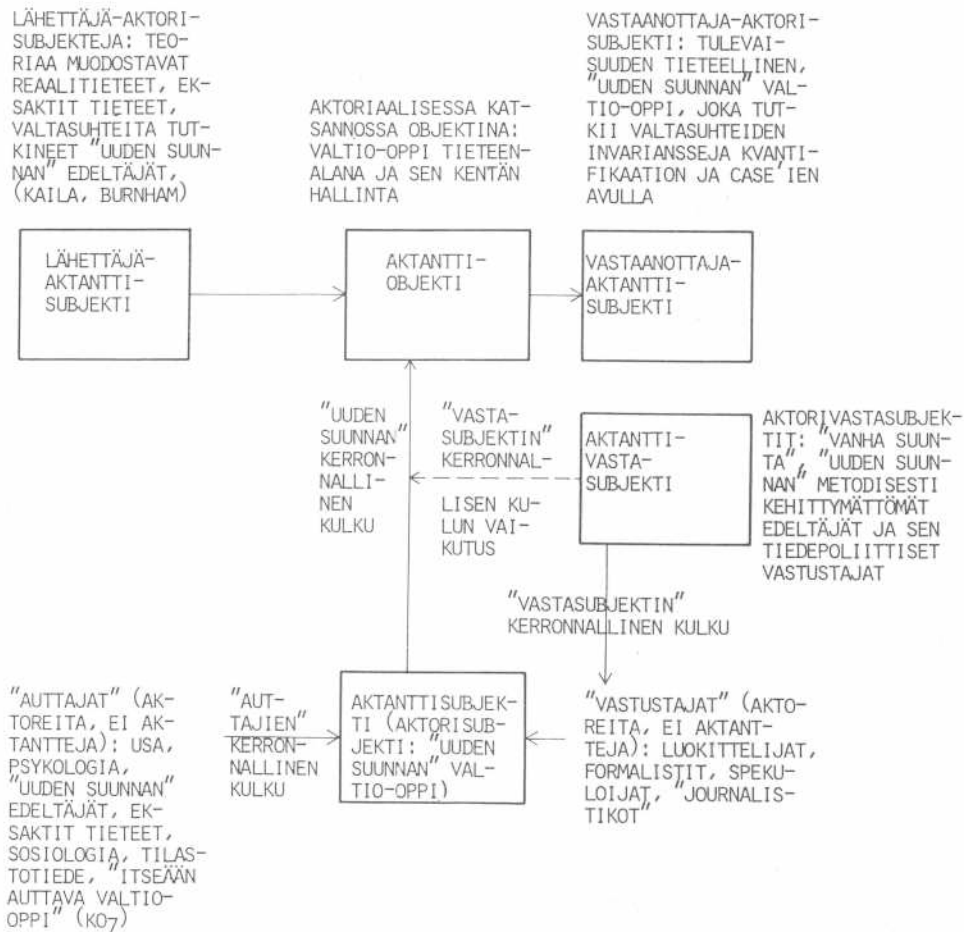 LÄHETTÄJÄ-AKTORI-
SUBJEKTEJA: TEO-
RIAA MUODOSTAVAT
REAALITIETEET, EK-
SAKTIT TIETEET,
VALTASUHTEITA TUT-
KINEET "UUDEN SUUN-
NAN" EDELTÄJÄT,
(KAILA, BURNHAM)
AKTORIAALISESSA KAT-
SANNOSSA OBJEKTINA:
VALTIO-OPPI TIETEEN-
ALANA JA SEN KENTÄN
HALLINTA
VASTAANOTTAJA-AKTORI-
SUBJEKTI: TULEVAI-
SUUDEN TIETEELLINEN,
"UUDEN SUUNNAN" VAL-
TIO-OPPI, JOKA TUT-
KII VALTASUHTEIDEN
INVARIANSSEJA KVANTI-
FIKAATION JA CASE'IEN
AVULLA
LÄHETTÄJÄ-
AKTANTTI-
SUBJEKTI
AKTANTTI-
OBJEKTI
VASTAANOTTAJA-
AKTANTTI-
SUBJEKTI
"UUDEN
SUUNNAN"
KERRON-
NALLI-
NEN
KULKU
"VASTA-
SUBJEKTIN"
KERRONNAL-
LISEN KU-
LUN VAI-
KUTUS
AKTANTTI-
VASTA-
SUBJEKTI
AKTORIVASTASUBJEK-
TIT: "VANHA SUUN-
TA", "UUDEN SUUN-
NAN" METODISESTI
KEHITTYMÄTTÖMÄT
EDELTÄJÄT JA SEN
TIEDEPOLIITTISET
VASTUSTAJAT
"VASTASUBJEKTIN"
KERRONNALLINEN KULKU
"AUTTAJAT" (AK-
TOREITA, EI AK-
TANTTEJA): USA,
PSYKOLOGIA,
"UUDEN SUUNNAN"
EDELTÄJÄT, EK-
SAKTIT TIETEET,
SOSIOLOGIA, TILAS-
TOTIEDE, "ITSEÄÄN
AUTTAVA VALTIO-
OPPI" (KO7)
"AUT-
TAJIEN"
KERRON-
NALLINEN
KULKU
AKTANTTISUBJEK-
TI (AKTORISUB-
JEKTI: "UUDEN
SUUNNAN" VAL-
TIO-OPPI)
"VASTUSTAJAT" (AKTO-
REITA, EI AKTANT-
TEJA): LUOKITTELIJAT,
FORMALISTIT, SPEKU-
LOIJAT, "JOURNALIS-
TIKOT"